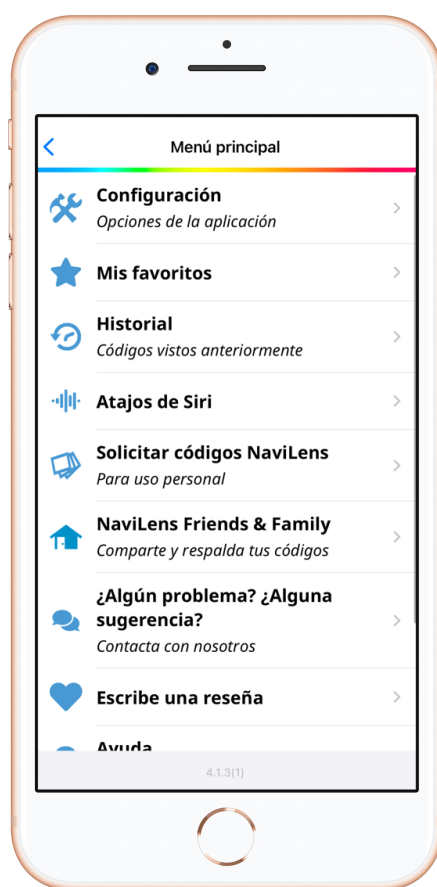 Menú principal
Configuración
Opciones de la aplicación
Mis favoritos
Historial
Códigos vistos anteriormente
Atajos de Siri
Solicitar códigos NaviLens
Para uso personal
NaviLens Friends & Family
Comparte y respalda tus códigos
¿Algún problema? ¿Alguna
sugerencia?
Contacta con nosotros
Escribe una reseña
Ayuda
4.1.3(1)